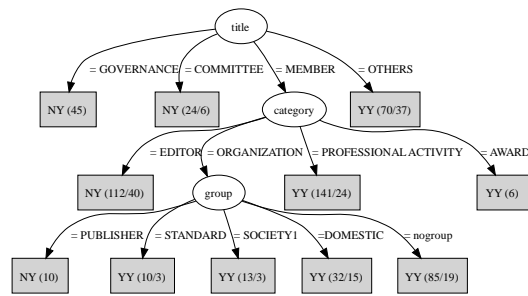 title
= GOVERNANCE = COMMITTEE = MEMBER = OTHERS
NY (45) NY (24/6) category YY (70/37)
= EDITOR = ORGANIZATION = PROFESSIONAL ACTIVITY = AWARD
NY (112/40) group YY (141/24) YY (6)
= PUBLISHER = STANDARD = SOCIETY1 =DOMESTIC = nogroup
NY (10) YY (10/3) YY (13/3) YY (32/15) YY (85/19)